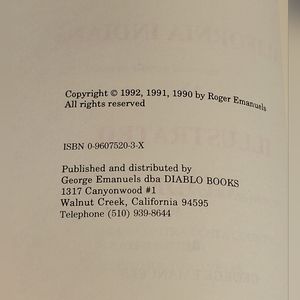 Copyright © 1992, 1991, 1990 by Roger Emanuels
All rights reserved
ISBN 0-9607520-3-X
Published and distributed by
George Emanuels dba DIABLO BOOKS
1317 Canyonwood #1
Walnut Creek, California 94595
Telephone (510) 939-8644